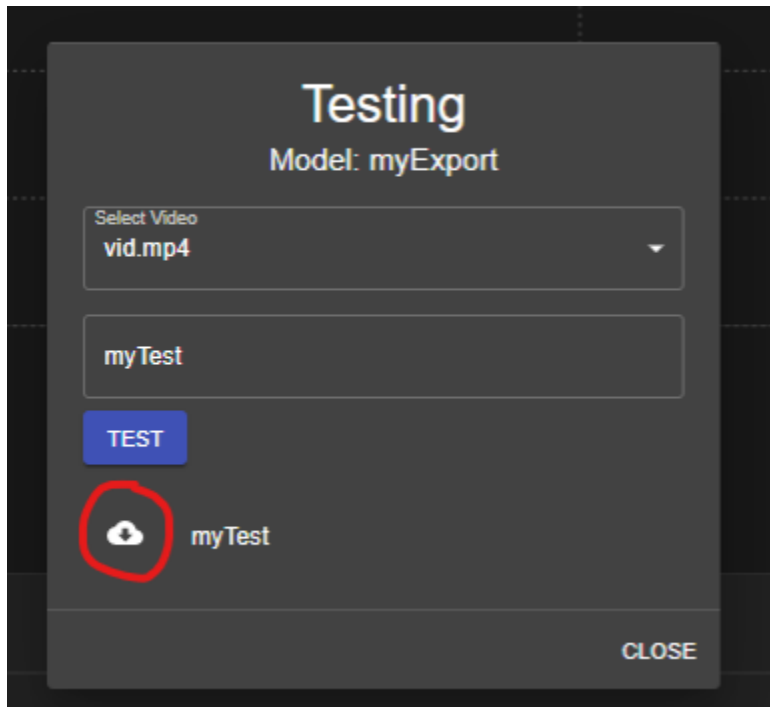 Testing
Model: myExport
Select Video
vid.mp4
myTest
TEST
myTest
CLOSE